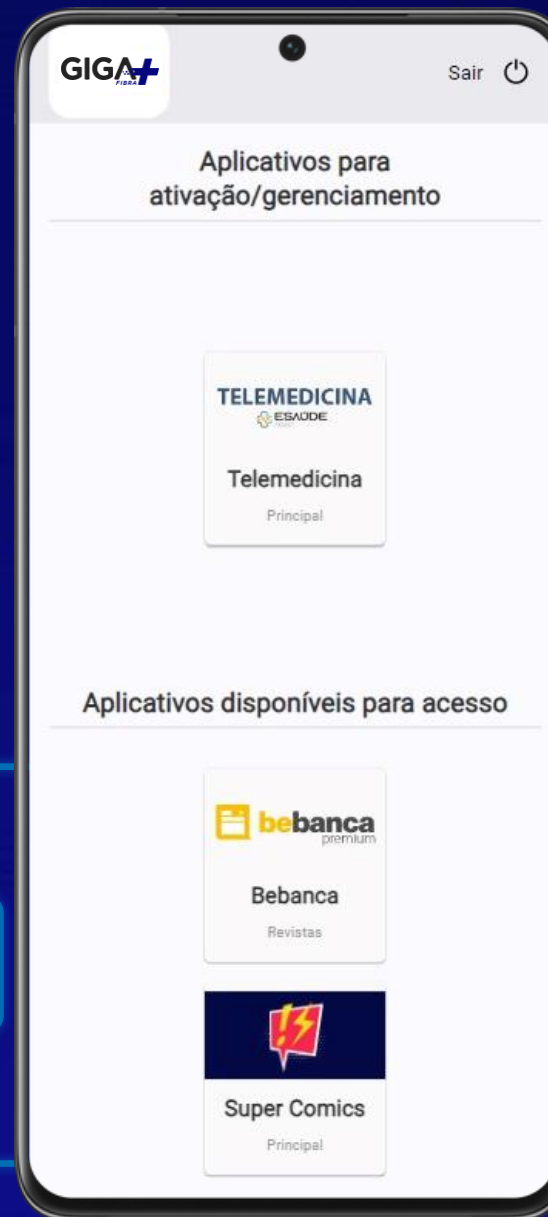 GIGA+
FIBRA
Sair
Aplicativos para
ativação/gerenciamento
TELEMEDICINA
ESAÚDE
Telemedicina
Principal
Aplicativos disponíveis para acesso
bebanca
premium
Bebanca
Revistas
Super Comics
Principal